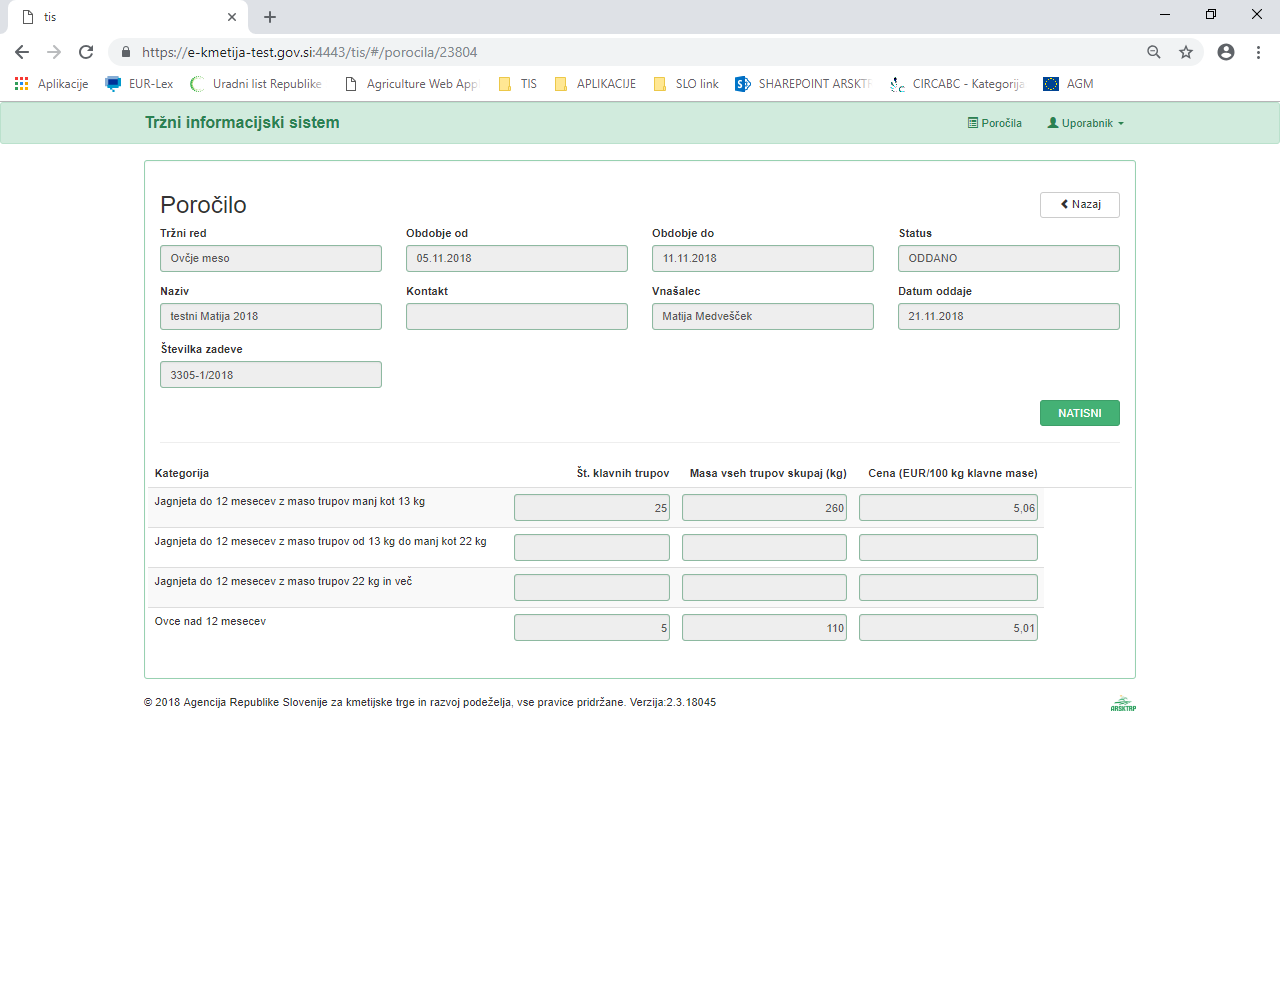 tis
https://e-kmetija-test.gov.si:4443/tis/#/porocila/23804
Aplikacije EUR-Lex Uradni list Republike Agriculture Web App TIS APLIKACIJE SLO link SHAREPOINT ARSKTR CIRCABC - Kategorija AGM
Tržni informacijski sistem Poročila Uporabnik
Poročilo Nazaj
Tržni red Obdobje od Obdobje do Status
Ovčje meso 05.11.2018 11.11.2018 ODDANO
Naziv Kontakt Vnašalec Datum oddaje
testni Matija 2018 Matija Medvešček 21.11.2018
Številka zadeve
3305-1/2018
NATISNI
Kategorija Št. klavnih trupov Masa vseh trupov skupaj (kg) Cena (EUR/100 kg klavne mase)
Jagnjeta do 12 mesecev z maso trupov manj kot 13 kg 25 260 5,06
Jagnjeta do 12 mesecev z maso trupov od 13 kg do manj kot 22 kg
Jagnjeta do 12 mesecev z maso trupov 22 kg in več
Ovce nad 12 mesecev 5 110 5,01
© 2018 Agencija Republike Slovenije za kmetijske trge in razvoj podeželja, vse pravice pridržane. Verzija:2.3.18045
ARSKTRP